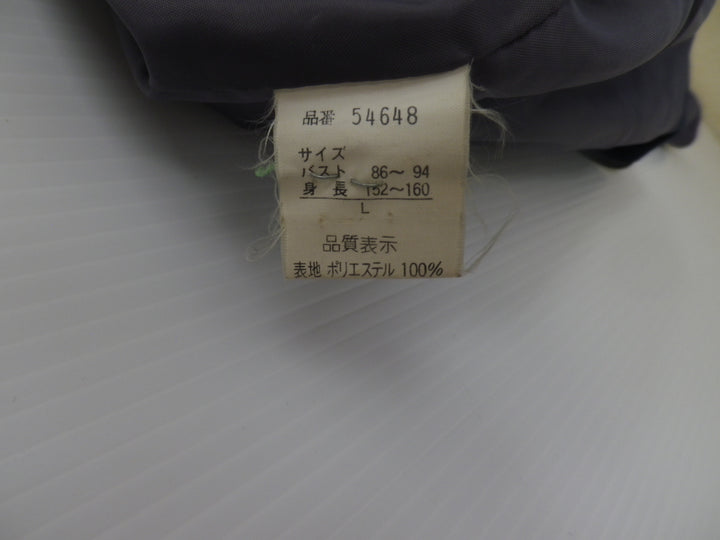 品番 54648
サイズ
バスト 86〜 94
身 長 152〜160
L
品質表示
表地 ポリエステル 100%